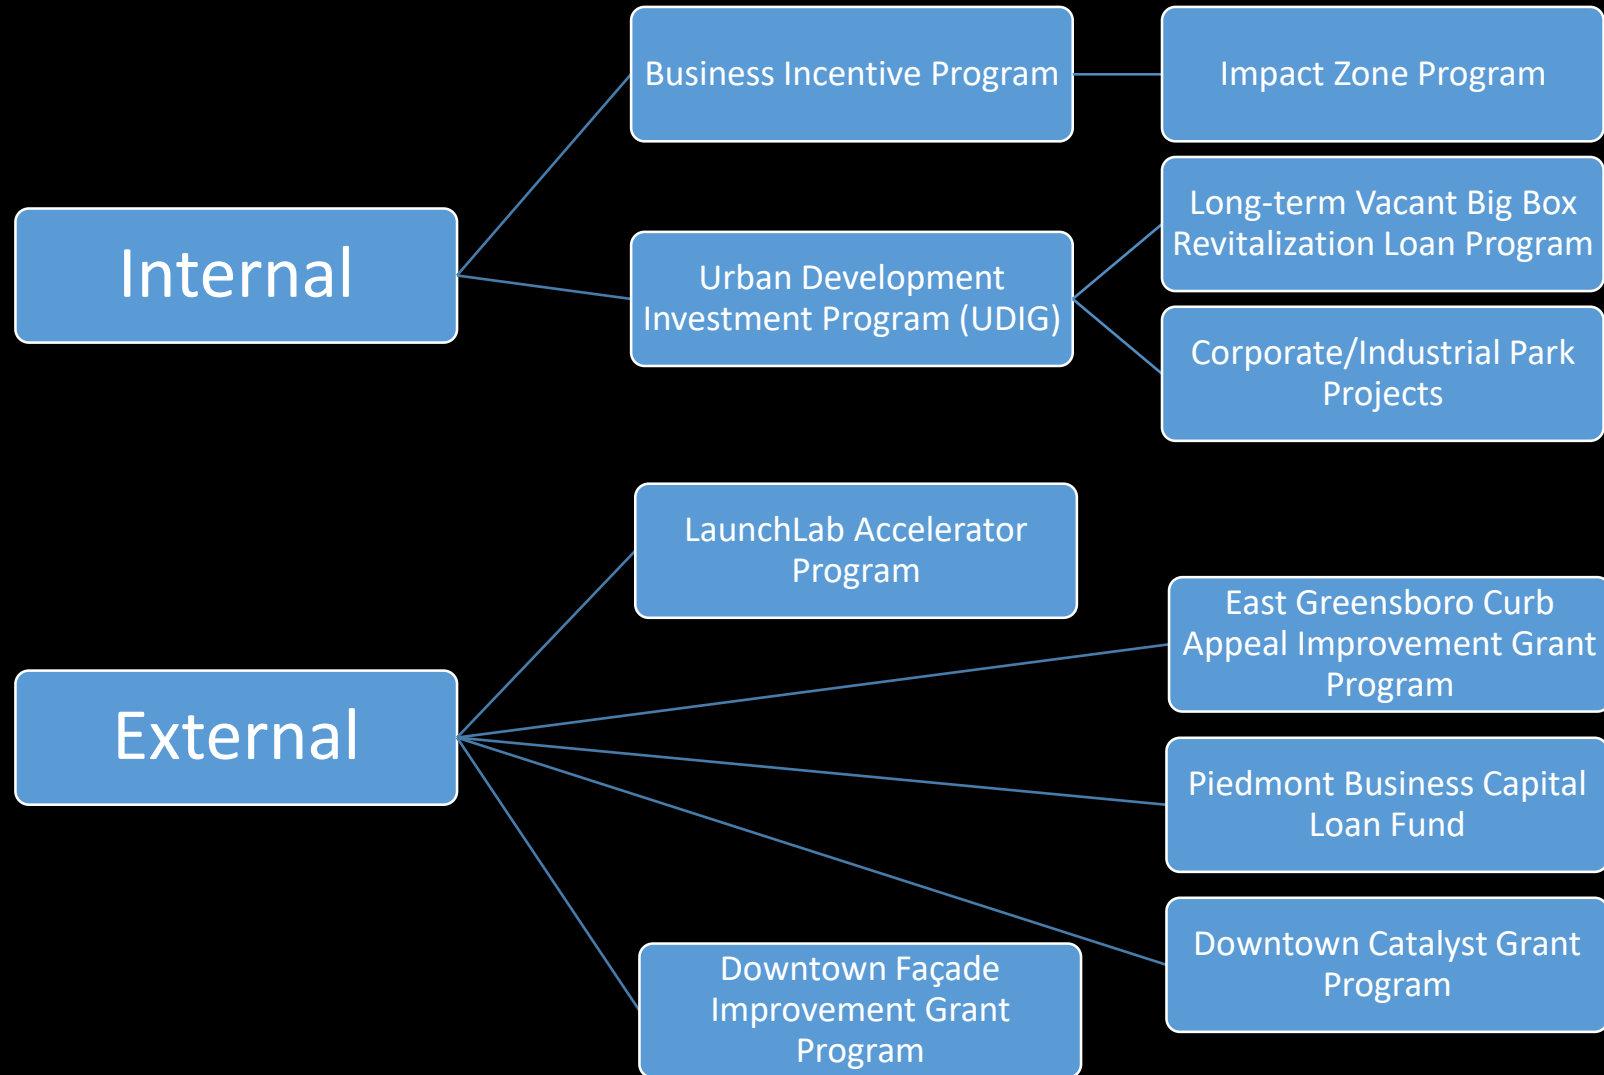 Internal
Business Incentive Program
Impact Zone Program
Urban Development
Investment Program (UDIG)
Long-term Vacant Big Box
Revitalization Loan Program
Corporate/Industrial Park
Projects
External
LaunchLab Accelerator
Program
East Greensboro Curb
Appeal Improvement Grant
Program
Piedmont Business Capital
Loan Fund
Downtown Catalyst Grant
Program
Downtown Façade
Improvement Grant
Program